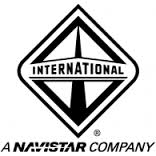 INTERNATIONAL
®
A NAVISTAR COMPANY